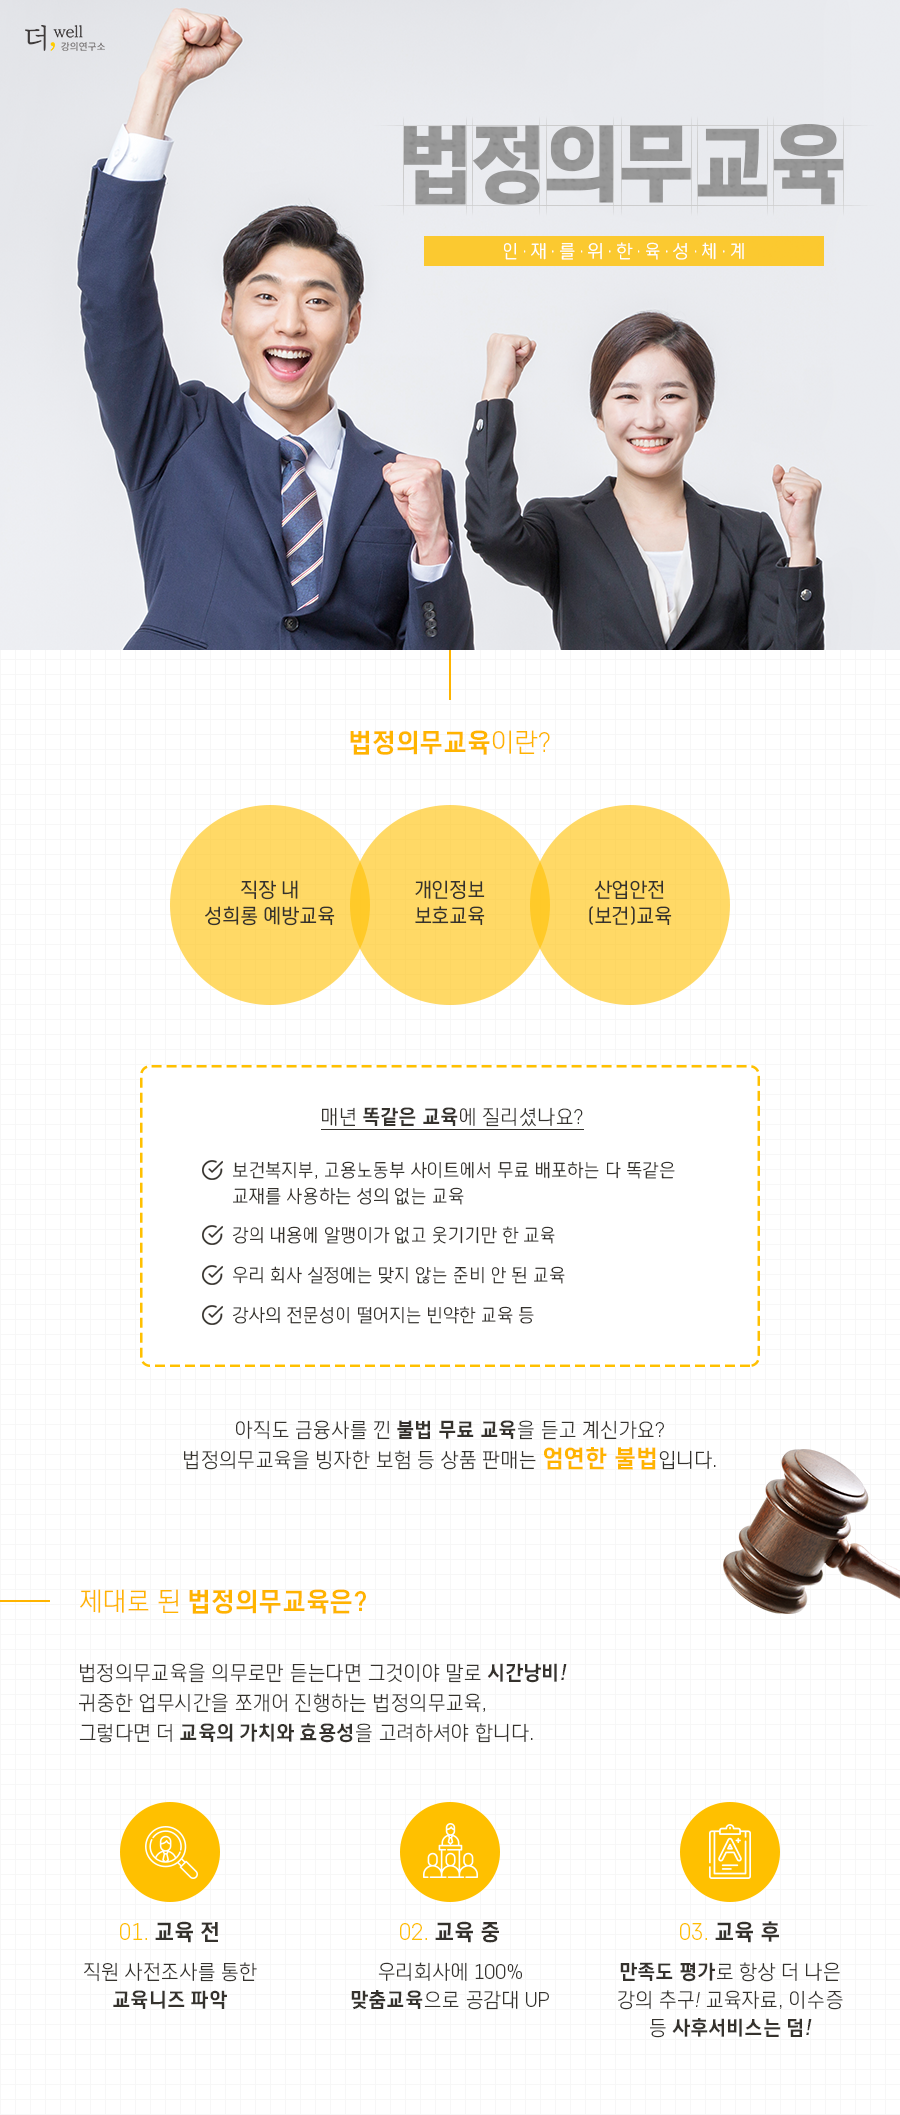 더, well
강의연구소
법정의무교육
인·재·를·위·한·육·성·체·계
법정의무교육이란?
직장 내
성희롱 예방교육
개인정보
보호교육
산업안전
(보건)교육
매년 똑같은 교육에 질리셨나요?
보건복지부, 고용노동부 사이트에서 무료 배포하는 다 똑같은
교재를 사용하는 성의 없는 교육
강의 내용에 알맹이가 없고 웃기기만 한 교육
우리 회사 실정에는 맞지 않는 준비 안 된 교육
강사의 전문성이 떨어지는 빈약한 교육 등
아직도 금융사를 낀 불법 무료 교육을 듣고 계신가요?
법정의무교육을 빙자한 보험 등 상품 판매는 엄연한 불법입니다.
제대로 된 법정의무교육은?
법정의무교육을 의무로만 듣는다면 그것이야 말로 시간낭비!
귀중한 업무시간을 쪼개어 진행하는 법정의무교육,
그렇다면 더 교육의 가치와 효용성을 고려하셔야 합니다.
01. 교육 전
직원 사전조사를 통한
교육니즈 파악
02. 교육 중
우리회사에 100%
맞춤교육으로 공감대 UP
03. 교육 후
만족도 평가로 항상 더 나은
강의 추구! 교육자료, 이수증
등 사후서비스는 덤!